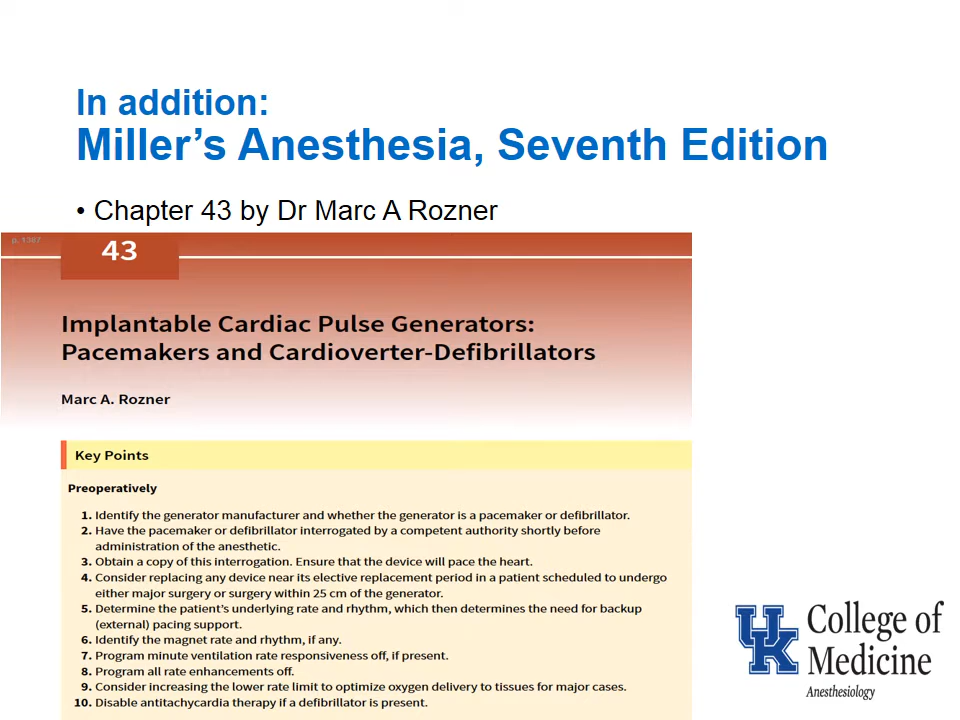 In addition:
Miller’s Anesthesia, Seventh Edition
• Chapter 43 by Dr Marc A Rozner
p. 1387
43
Implantable Cardiac Pulse Generators:
Pacemakers and Cardioverter-Defibrillators
Marc A. Rozner
Key Points
Preoperatively
1. Identify the generator manufacturer and whether the generator is a pacemaker or defibrillator.
2. Have the pacemaker or defibrillator interrogated by a competent authority shortly before
administration of the anesthetic.
3. Obtain a copy of this interrogation. Ensure that the device will pace the heart.
4. Consider replacing any device near its elective replacement period in a patient scheduled to undergo
either major surgery or surgery within 25 cm of the generator.
5. Determine the patient’s underlying rate and rhythm, which then determines the need for backup
(external) pacing support.
6. Identify the magnet rate and rhythm, if any.
7. Program minute ventilation rate responsiveness off, if present.
8. Program all rate enhancements off.
9. Consider increasing the lower rate limit to optimize oxygen delivery to tissues for major cases.
10. Disable antitachycardia therapy if a defibrillator is present.
UK College of
Medicine
Anesthesiology